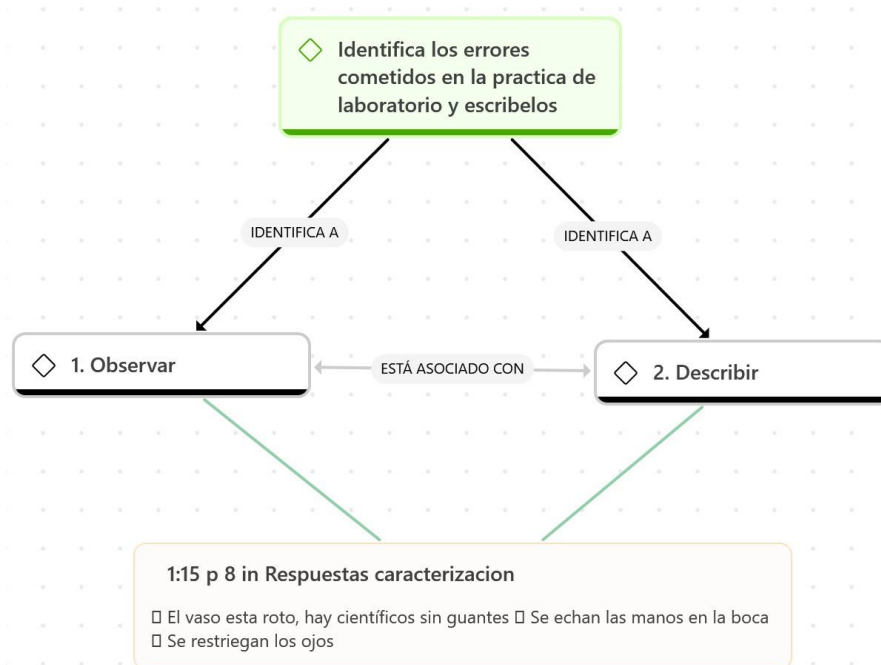 Identifica los errores
cometidos en la practica de
laboratorio y escribelos
IDENTIFICA A
IDENTIFICA A
1. Observar
ESTÁ ASOCIADO CON
2. Describir
1:15 p 8 in Respuestas caracterizacion
▯ El vaso esta roto, hay científicos sin guantes ▯ Se echan las manos en la boca
▯ Se restriegan los ojos